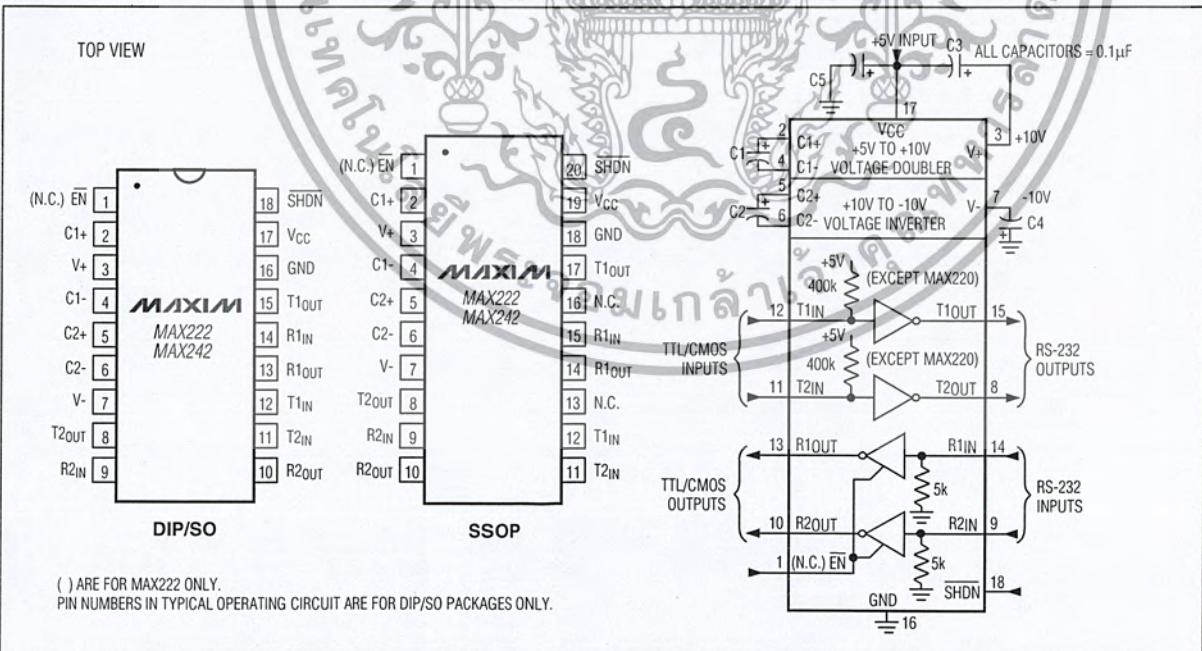 TOP VIEW
(N.C.) EN 1
C1+ 2
V+ 3
C1- 4
C2+ 5
C2- 6
V- 7
T2OUT 8
R2IN 9
18 SHDN
17 VCC
16 GND
15 T1OUT
14 R1IN
13 R1OUT
12 T1IN
11 T2IN
10 R2OUT
MAXIM
MAX222
MAX242
DIP/SO
(N.C.) EN 1
C1+ 2
V+ 3
C1- 4
C2+ 5
C2- 6
V- 7
T2OUT 8
R2IN 9
R2OUT 10
20 SHDN
19 VCC
18 GND
17 T1OUT
16 N.C.
15 R1IN
14 R1OUT
13 N.C.
12 T1IN
11 T2IN
MAXIM
MAX222
MAX242
SSOP
+5V INPUT
C3
ALL CAPACITORS = 0.1µF
C5
17
VCC
2 C1+
C1
4 C1-
+5V TO +10V
VOLTAGE DOUBLER
V+ 3 +10V
5 C2+
C2
6 C2-
+10V TO -10V
VOLTAGE INVERTER
V- 7 -10V
C4
+5V
400k
(EXCEPT MAX220)
12 T1IN
T1OUT 15
+5V
400k
(EXCEPT MAX220)
11 T2IN
T2OUT 8
TTL/CMOS
INPUTS
RS-232
OUTPUTS
13 R1OUT
R1IN 14
5k
TTL/CMOS
OUTPUTS
RS-232
INPUTS
10 R2OUT
R2IN 9
5k
1 (N.C.) EN
SHDN 18
GND
16
( ) ARE FOR MAX222 ONLY.
PIN NUMBERS IN TYPICAL OPERATING CIRCUIT ARE FOR DIP/SO PACKAGES ONLY.